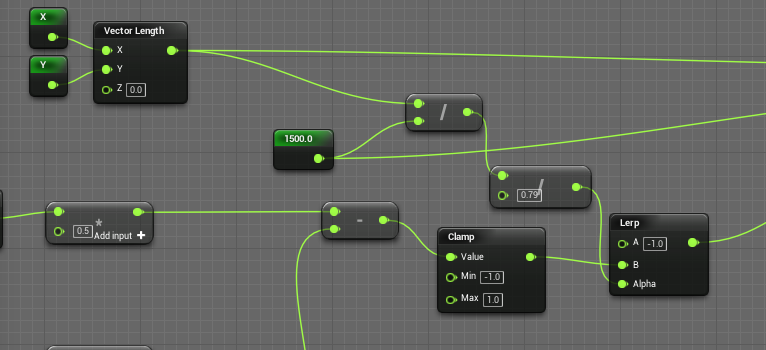 X
Vector Length
X
Y
Y
Z 0.0
/
1500.0
/
0.79
*
0.5 Add input +
-
Clamp
Value
Min -1.0
Max 1.0
Lerp
A -1.0
B
Alpha